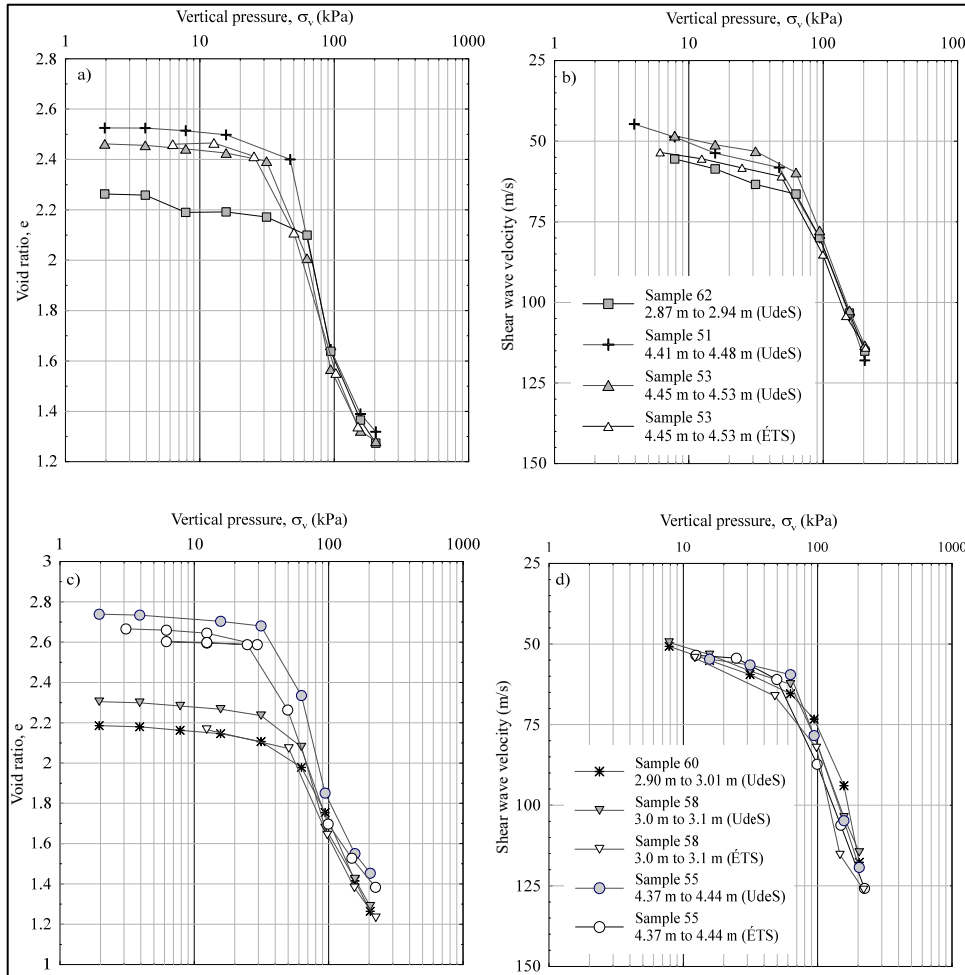 Vertical pressure, σv (kPa)
1 10 100 1000
2.8
2.6
2.4
2.2
2.0
1.8
1.6
1.4
1.2
Void ratio, e
a)
Vertical pressure, σv (kPa)
1 10 100 1000
25
50
75
100
125
150
Shear wave velocity (m/s)
b)
Sample 62
2.87 m to 2.94 m (UdeS)
Sample 51
4.41 m to 4.48 m (UdeS)
Sample 53
4.45 m to 4.53 m (UdeS)
Sample 53
4.45 m to 4.53 m (ÉTS)
Vertical pressure, σv (kPa)
1 10 100 1000
3
2.8
2.6
2.4
2.2
2.0
1.8
1.6
1.4
1.2
1
Void ratio, e
c)
Vertical pressure, σv (kPa)
1 10 100 1000
25
50
75
100
125
150
Shear wave velocity (m/s)
d)
Sample 60
2.90 m to 3.01 m (UdeS)
Sample 58
3.0 m to 3.1 m (UdeS)
Sample 58
3.0 m to 3.1 m (ÉTS)
Sample 55
4.37 m to 4.44 m (UdeS)
Sample 55
4.37 m to 4.44 m (ÉTS)